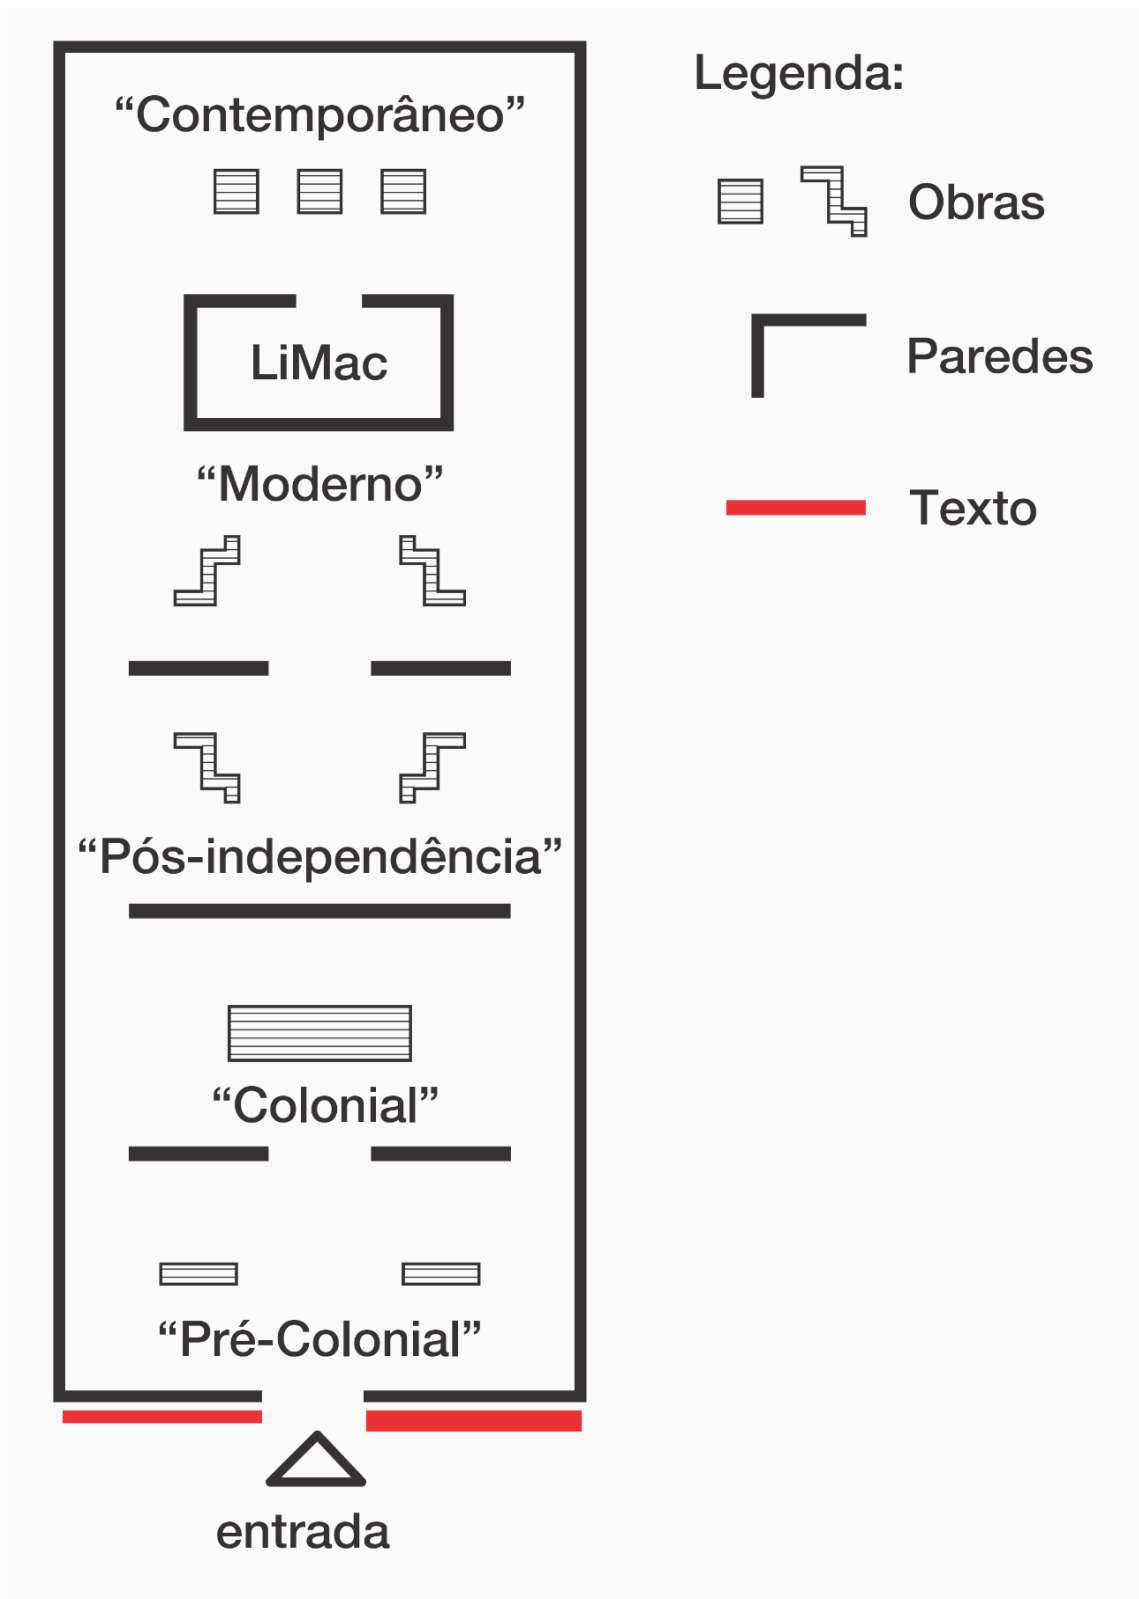 “Contemporâneo”
LiMac
“Moderno”
“Pós-independência”
“Colonial”
“Pré-Colonial”
entrada
Legenda:
Obras
Paredes
Texto